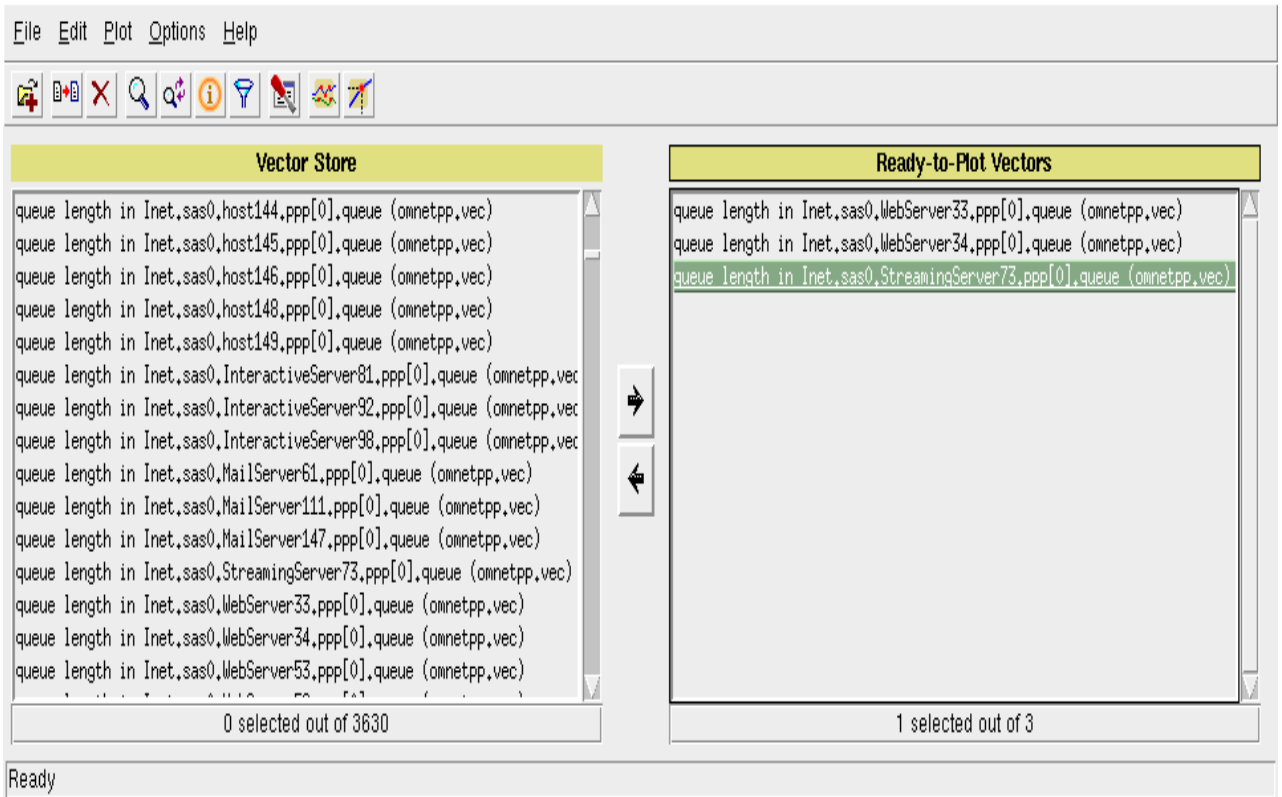 File Edit Plot Options Help
Vector Store
queue length in Inet.sas0.host144.ppp[0].queue (omnetpp.vec)
queue length in Inet.sas0.host145.ppp[0].queue (omnetpp.vec)
queue length in Inet.sas0.host146.ppp[0].queue (omnetpp.vec)
queue length in Inet.sas0.host148.ppp[0].queue (omnetpp.vec)
queue length in Inet.sas0.host149.ppp[0].queue (omnetpp.vec)
queue length in Inet.sas0.InteractiveServer81.ppp[0].queue (omnetpp.vec
queue length in Inet.sas0.InteractiveServer92.ppp[0].queue (omnetpp.vec
queue length in Inet.sas0.InteractiveServer98.ppp[0].queue (omnetpp.vec
queue length in Inet.sas0.MailServer61.ppp[0].queue (omnetpp.vec)
queue length in Inet.sas0.MailServer111.ppp[0].queue (omnetpp.vec)
queue length in Inet.sas0.MailServer147.ppp[0].queue (omnetpp.vec)
queue length in Inet.sas0.StreamingServer73.ppp[0].queue (omnetpp.vec)
queue length in Inet.sas0.WebServer33.ppp[0].queue (omnetpp.vec)
queue length in Inet.sas0.WebServer34.ppp[0].queue (omnetpp.vec)
queue length in Inet.sas0.WebServer53.ppp[0].queue (omnetpp.vec)
0 selected out of 3630
Ready-to-Plot Vectors
queue length in Inet.sas0.WebServer33.ppp[0].queue (omnetpp.vec)
queue length in Inet.sas0.WebServer34.ppp[0].queue (omnetpp.vec)
queue length in Inet.sas0.StreamingServer73.ppp[0].queue (omnetpp.vec)
1 selected out of 3
Ready